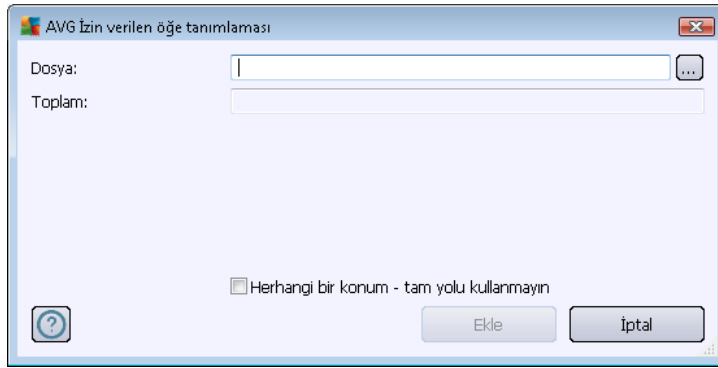 AVG İzin verilen öğe tanımlaması
Dosya:
...
Toplam:
Herhangi bir konum - tam yolu kullanmayın
? Ekle İptal